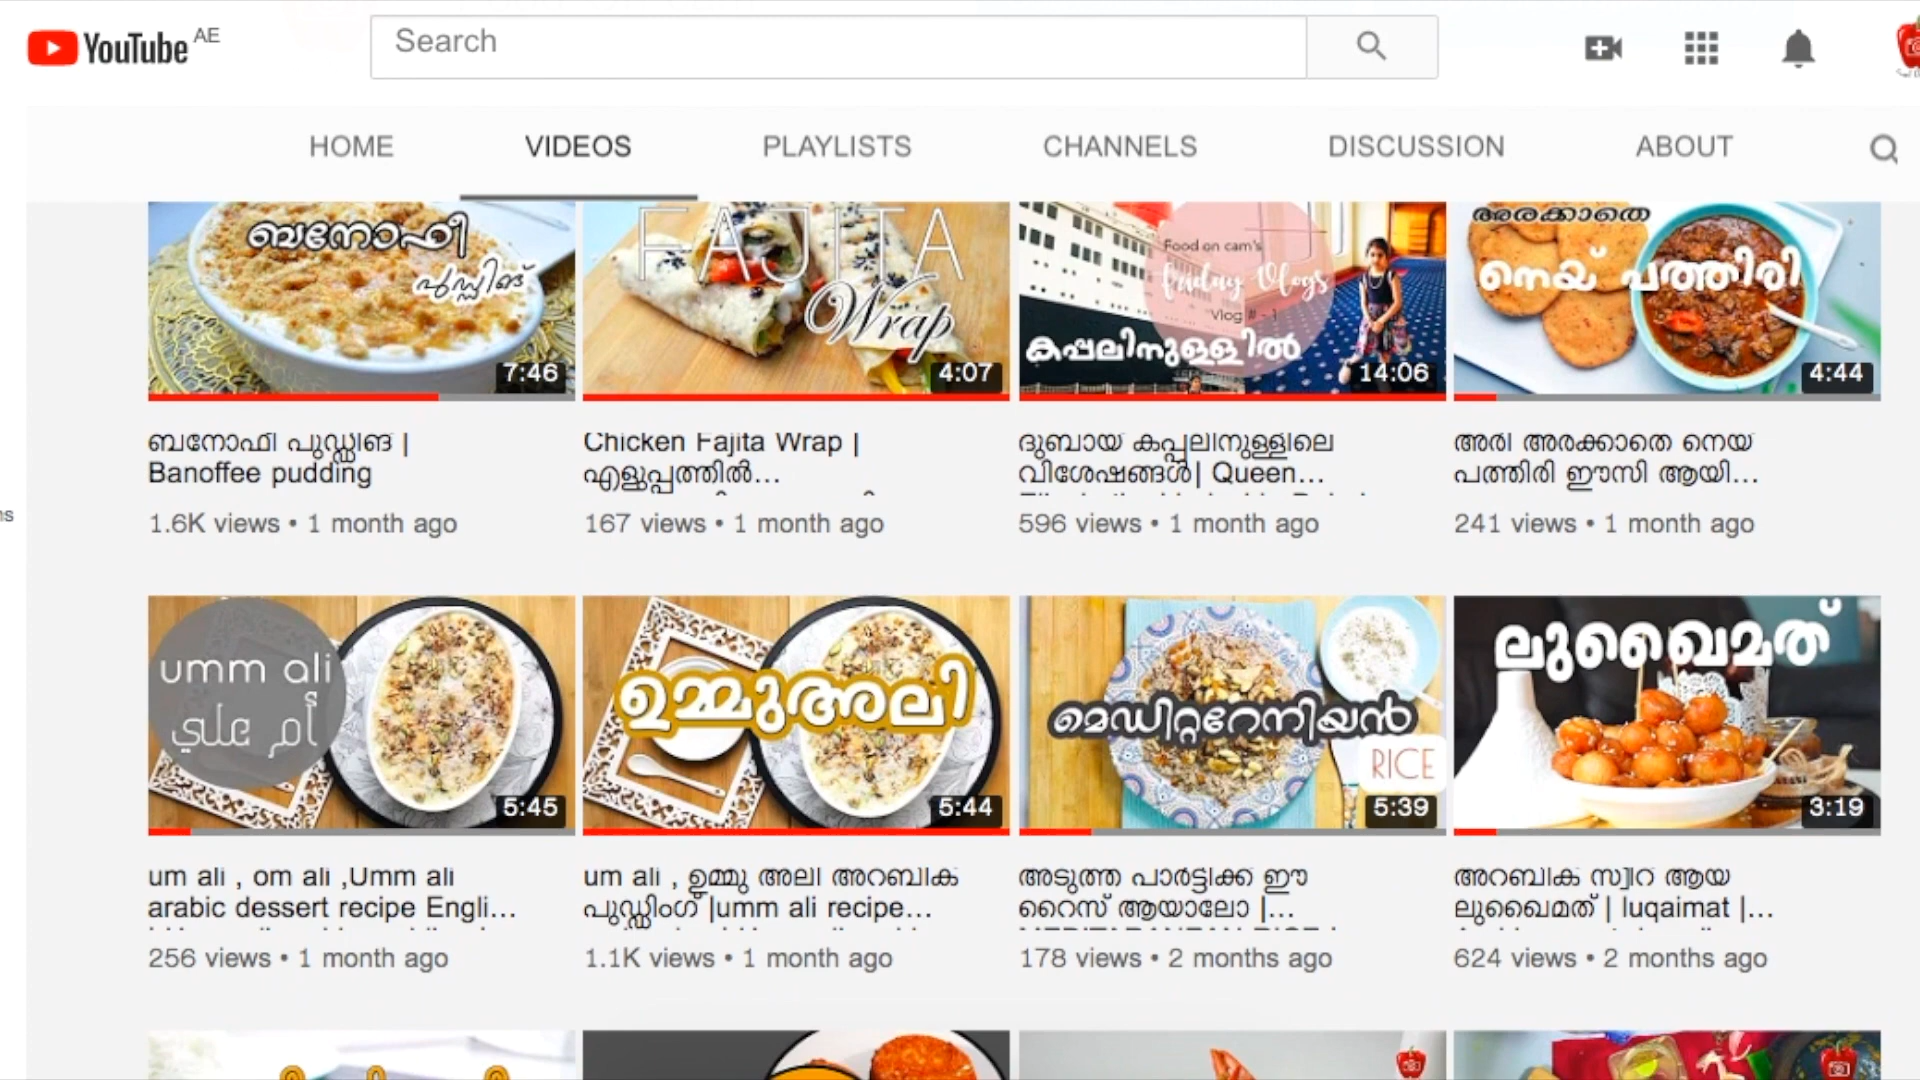 YouTube AE
Search
HOME VIDEOS PLAYLISTS CHANNELS DISCUSSION ABOUT
ബനോഫീ
പുഡ്ഡിങ്
7:46
FAJITA
Wrap
4:07
Food on cam's
friday Vlogs
Vlog # - 1
കപ്പലിനുള്ളിൽ
14:06
അരക്കാതെ
നെയ് പത്തിരി
4:44
ബനോഫി പുഡ്ഡിങ് |
Banoffee pudding
1.6K views • 1 month ago
Chicken Fajita Wrap |
എളുപ്പത്തിൽ...
167 views • 1 month ago
ദുബായ് കപ്പലിനുള്ളിലെ
വിശേഷങ്ങൾ| Queen...
596 views • 1 month ago
അരി അരക്കാതെ നെയ്
പത്തിരി ഈസി ആയി...
241 views • 1 month ago
umm ali
أم علي
5:45
ഉമ്മുഅലി
5:44
മെഡിറ്ററേനിയൻ
RICE
5:39
ലുഖൈമത്
3:19
um ali , om ali ,Umm ali
arabic dessert recipe Engli...
256 views • 1 month ago
um ali , ഉമ്മു അലി അറബിക്
പുഡ്ഡിംഗ് |umm ali recipe...
1.1K views • 1 month ago
അടുത്ത പാർട്ടിക്ക് ഈ
റൈസ് ആയാലോ |...
178 views • 2 months ago
അറബിക് സ്വീറ്റ് ആയ
ലുഖൈമത് | luqaimat |...
624 views • 2 months ago